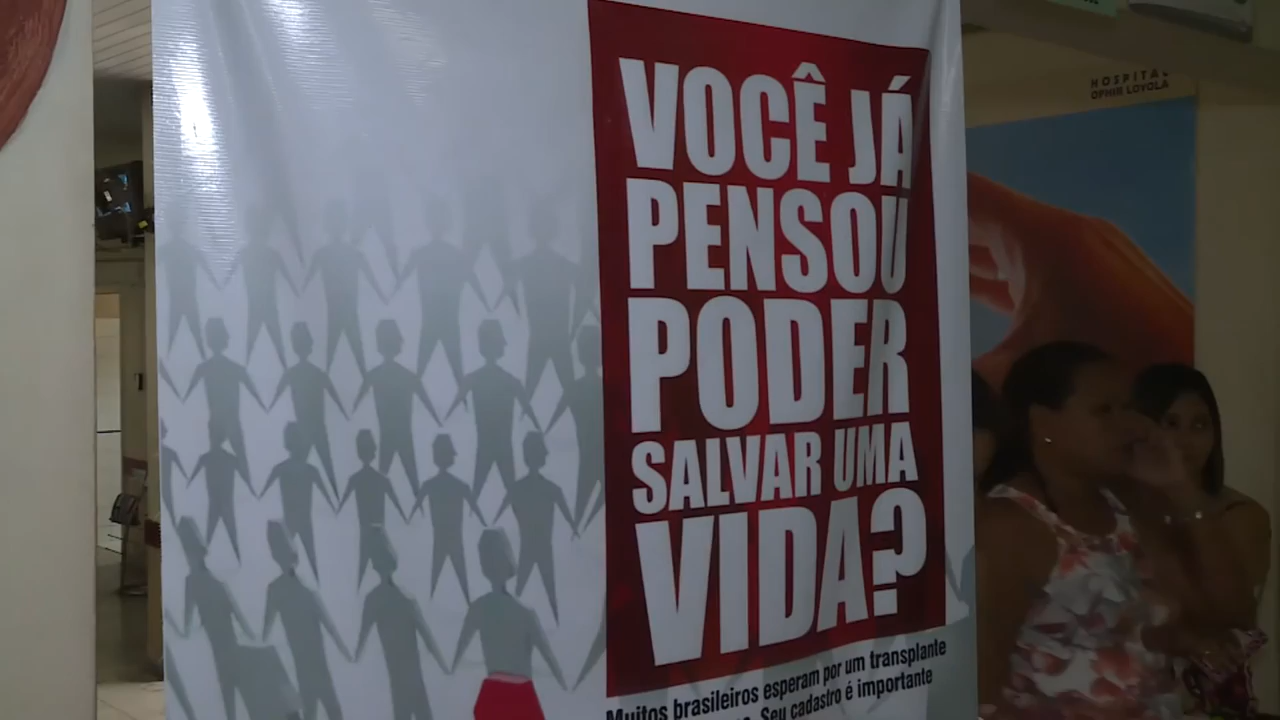 VOCÊ JÁ
PENSOU
PODER
SALVAR UMA
VIDA?
Muitos brasileiros esperam por um transplante
Seu cadastro é importante
HOSPITAL
OPHIR LOYOLA